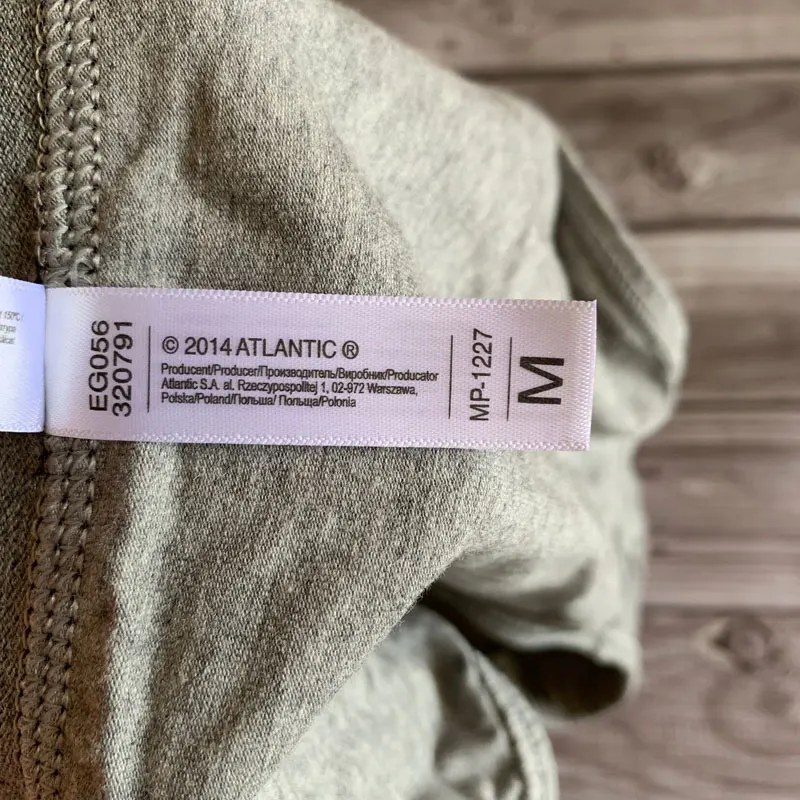 EG056
320791
© 2014 ATLANTIC ®
Producent/Producer/Производитель/Виробник/Producator
Atlantic S.A. al. Rzeczypospolitej 1, 02-972 Warszawa,
Polska/Poland/Польша/ Польща/Polonia
MP-1227
M
150°C